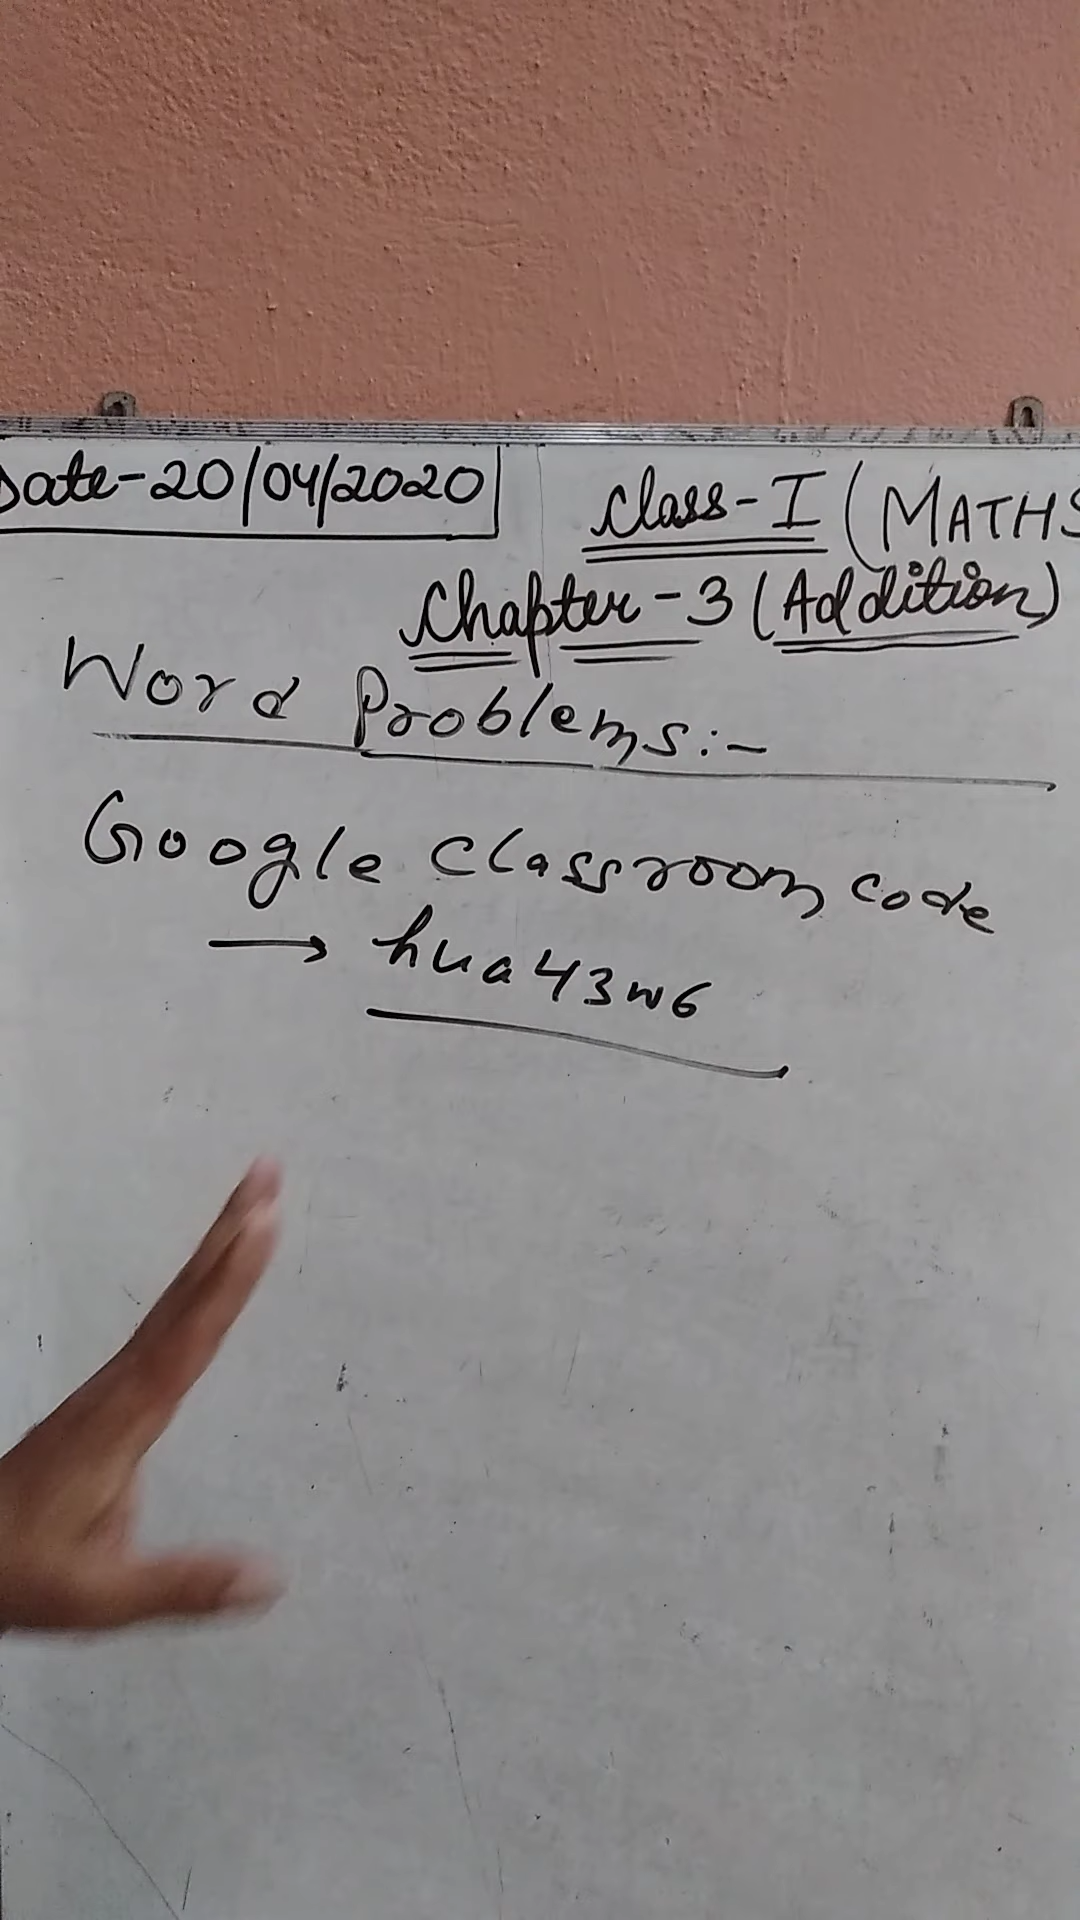 Date-20/04/2020
Class-I (MATHS
Chapter-3 (Addition)
Word Problems:-
Google Classroom code
→ hua43w6